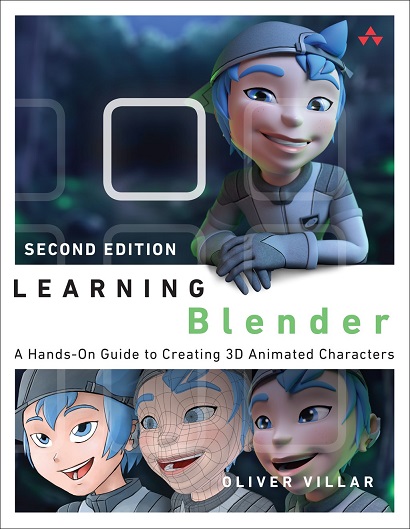 SECOND EDITION
LEARNING
Blender
A Hands-On Guide to Creating 3D Animated Characters
OLIVER VILLAR